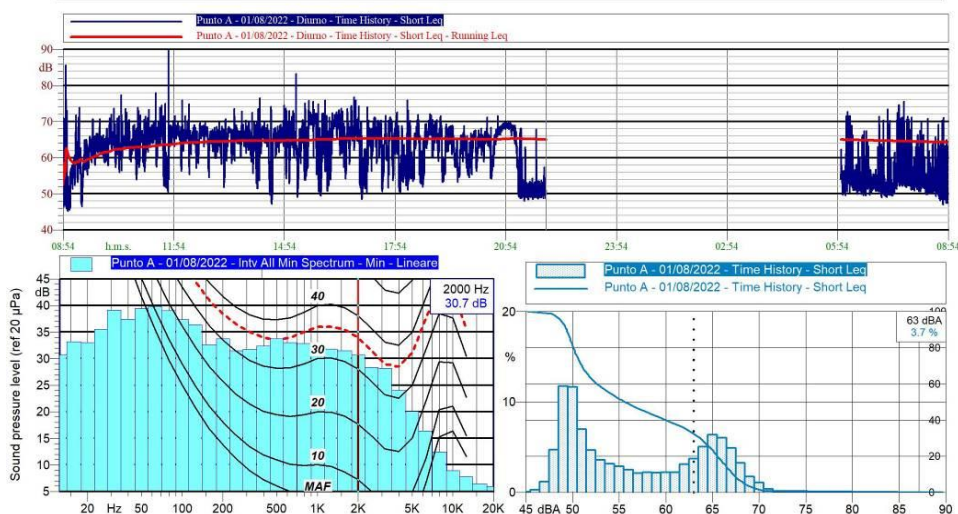 Punto A - 01/08/2022 - Diurno - Time History - Short Leq
Punto A - 01/08/2022 - Diurno - Time History - Short Leq - Running Leq
90
dB
80
70
60
50
40
08:54 h.m.s. 11:54 14:54 17:54 20:54 23:54 02:54 05:54 08:54
Punto A - 01/08/2022 - Intv All Min Spectrum - Min - Lineare
Punto A - 01/08/2022 - Time History - Short Leq
Punto A - 01/08/2022 - Time History - Short Leq
Sound pressure level (ref 20 µPa)
45
dB
40
35
30
25
20
15
10
5
2000 Hz
30.7 dB
40
30
20
10
MAF
20 Hz 50 100 200 500 1K 2K 5K 10K 20K
20
%
10
0
100
80
60
40
20
0
63 dBA
3.7 %
45 dBA 50 55 60 65 70 75 80 85 90